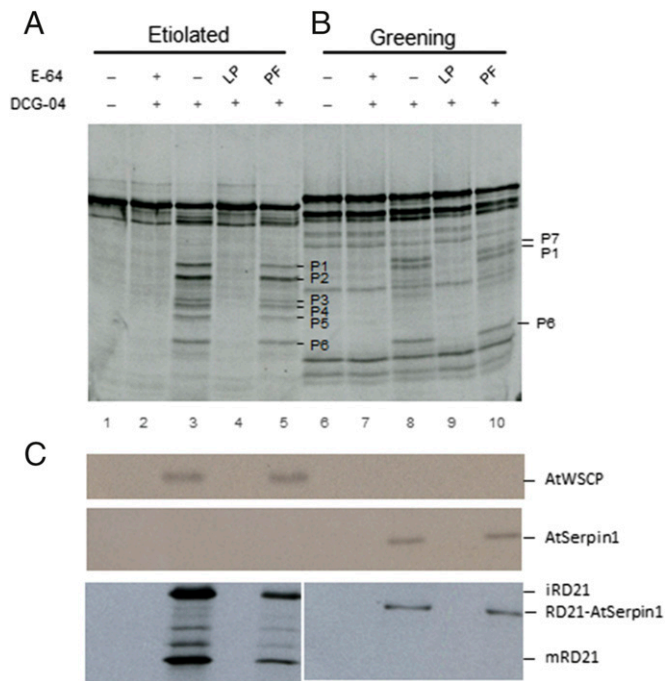 A
Etiolated
B
Greening
E-64 – + – LP PF – + – LP PF
DCG-04 – + + + + – + + + +
P7
P1
P1
P2
P3
P4
P5
P6
P6
1 2 3 4 5 6 7 8 9 10
C
AtWSCP
AtSerpin1
iRD21
RD21-AtSerpin1
mRD21